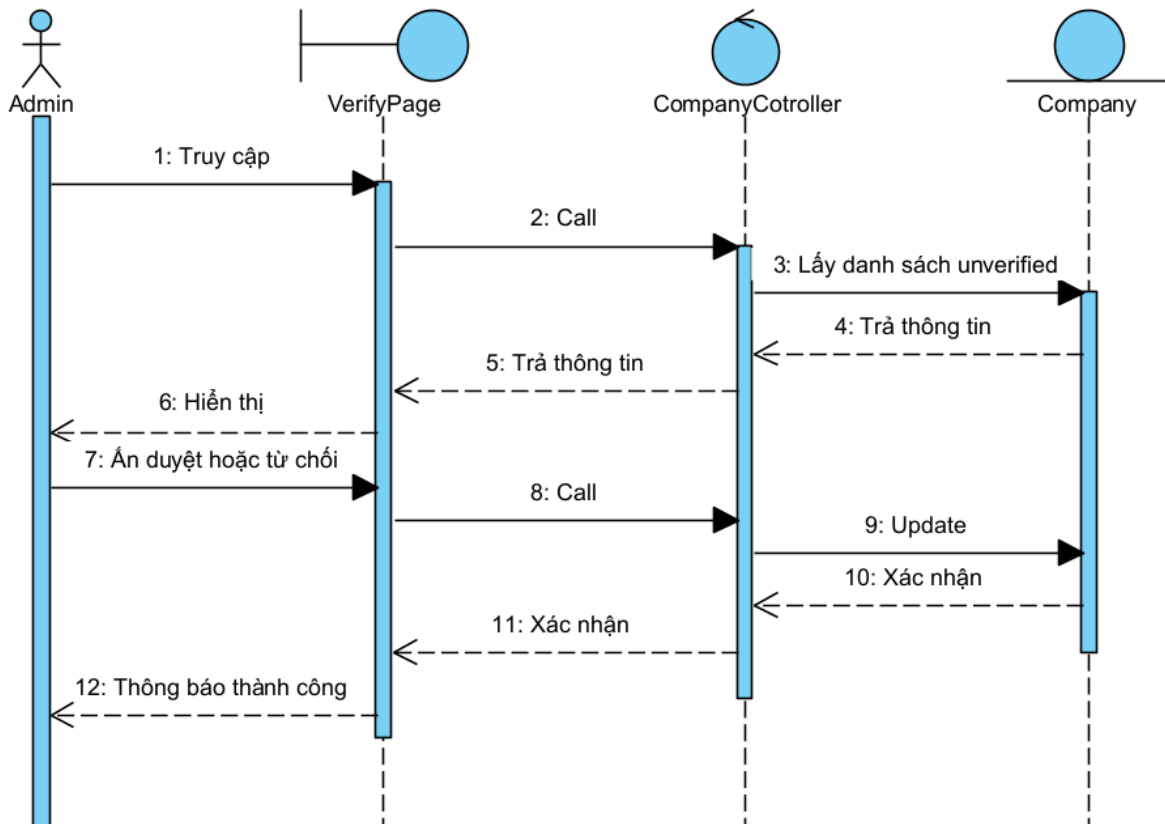 Admin
VerifyPage
CompanyCotroller
Company
1: Truy cập
2: Call
3: Lấy danh sách unverified
4: Trả thông tin
5: Trả thông tin
6: Hiển thị
7: Ấn duyệt hoặc từ chối
8: Call
9: Update
10: Xác nhận
11: Xác nhận
12: Thông báo thành công